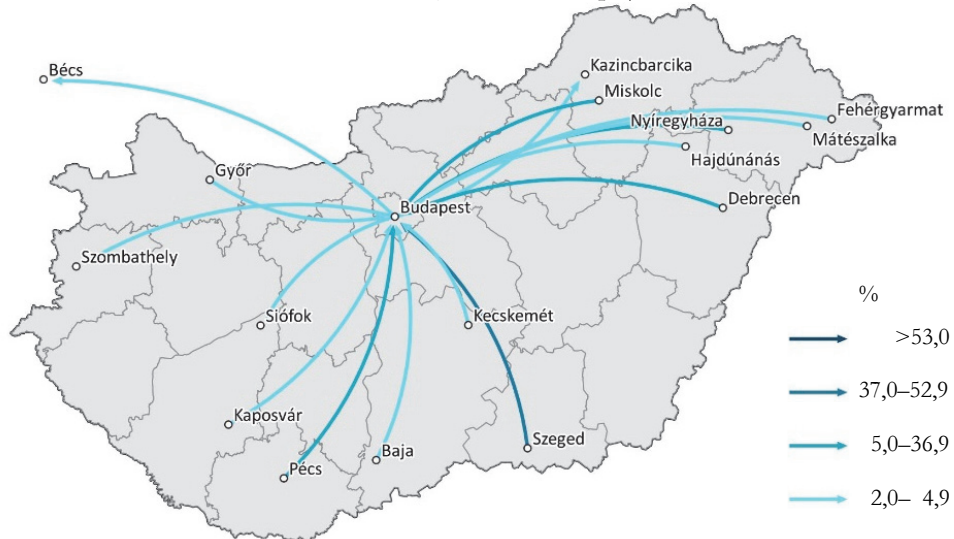 Bécs
Kazincbarcika
Miskolc
Fehérgyarmat
Nyíregyháza
Mátészalka
Hajdúnánás
Győr
Debrecen
Budapest
Szombathely
%
Siófok
Kecskemét
>53,0
37,0–52,9
Kaposvár
Szeged
5,0–36,9
Baja
Pécs
2,0– 4,9